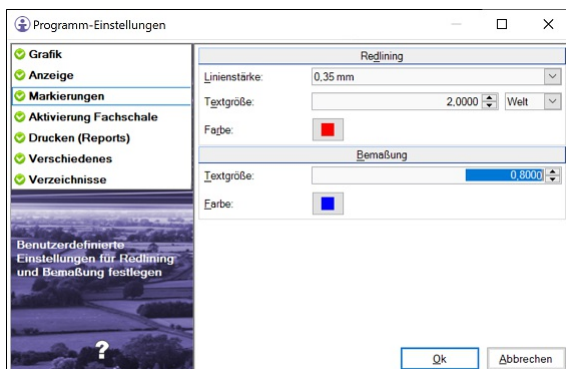 Programm-Einstellungen
Grafik
Anzeige
Markierungen
Aktivierung Fachschale
Drucken (Reports)
Verschiedenes
Verzeichnisse
Benutzerdefinierte
Einstellungen für Redlining
und Bemaßung festlegen
?
Redlining
Linienstärke: 0,35 mm
Textgröße: 2,0000 Welt
Farbe:
Bemaßung
Textgröße: 0,8000
Farbe:
Ok Abbrechen